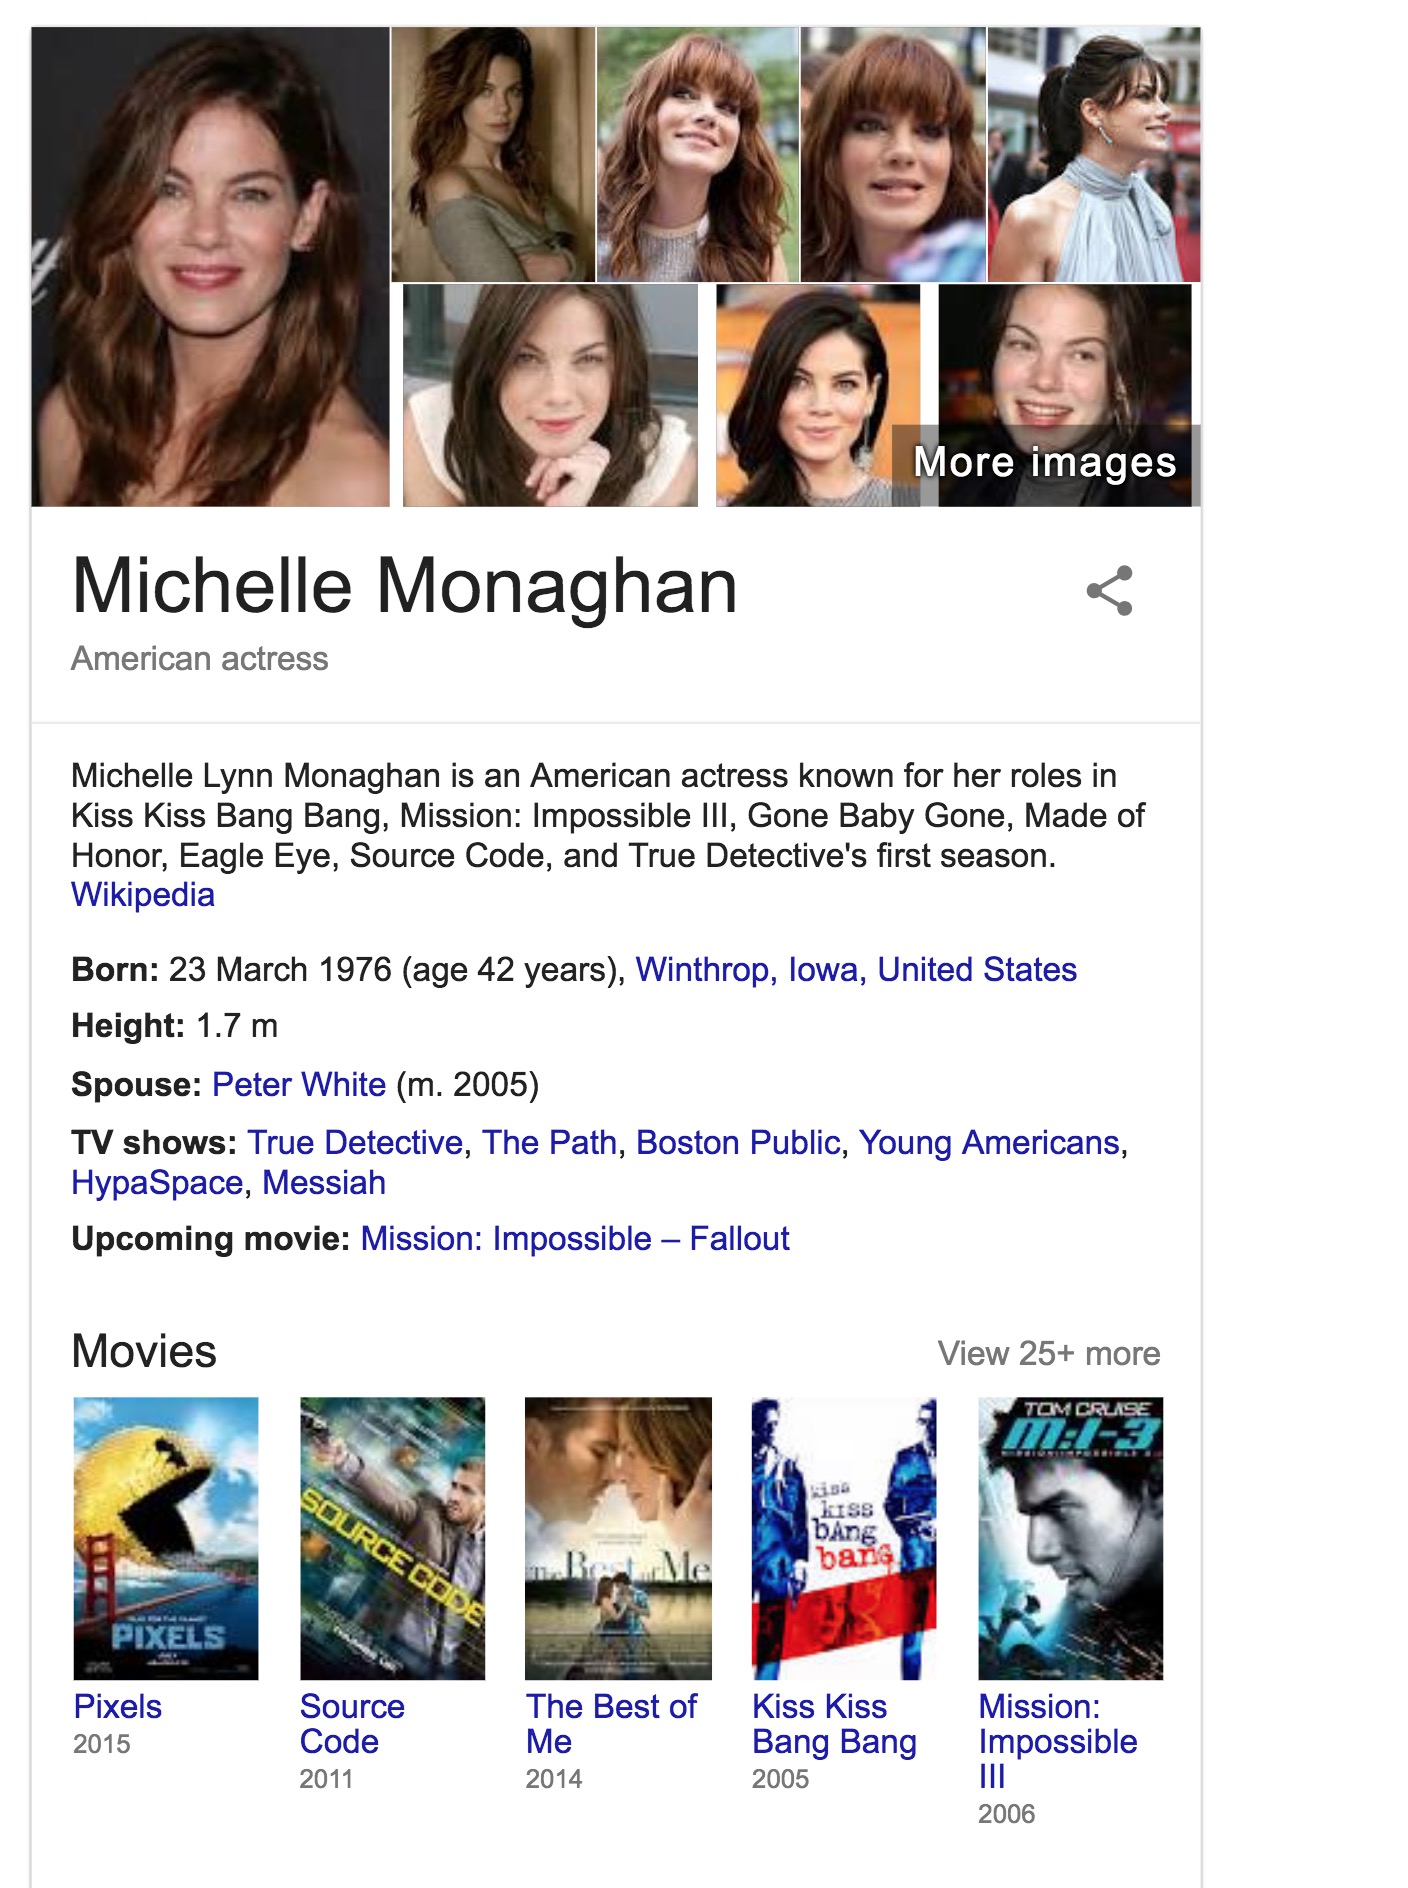 More images
Michelle Monaghan
American actress
Michelle Lynn Monaghan is an American actress known for her roles in
Kiss Kiss Bang Bang, Mission: Impossible III, Gone Baby Gone, Made of
Honor, Eagle Eye, Source Code, and True Detective's first season.
Wikipedia
Born: 23 March 1976 (age 42 years), Winthrop, Iowa, United States
Height: 1.7 m
Spouse: Peter White (m. 2005)
TV shows: True Detective, The Path, Boston Public, Young Americans,
HypaSpace, Messiah
Upcoming movie: Mission: Impossible – Fallout
Movies
View 25+ more
PIXELS
SOURCE CODE
The Best of Me
kiss
kiss
bAng
bang
TOM CRUISE
M:I-3
Pixels
2015
Source
Code
2011
The Best of
Me
2014
Kiss Kiss
Bang Bang
2005
Mission:
Impossible
III
2006